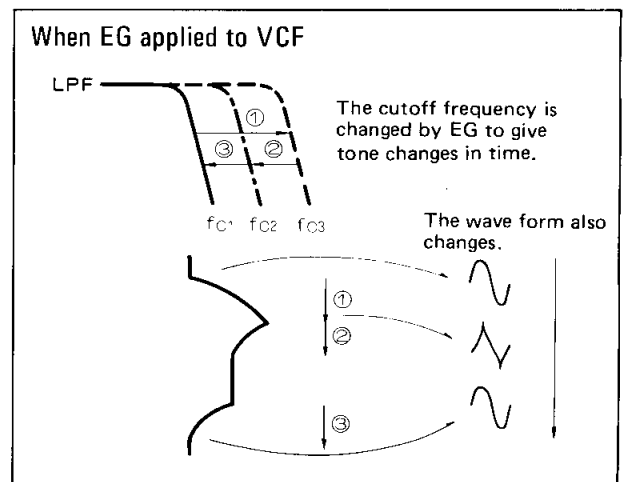 When EG applied to VCF
LPF
①
③ ②
The cutoff frequency is
changed by EG to give
tone changes in time.
fC1 fC2 fC3
The wave form also
changes.
①
②
③